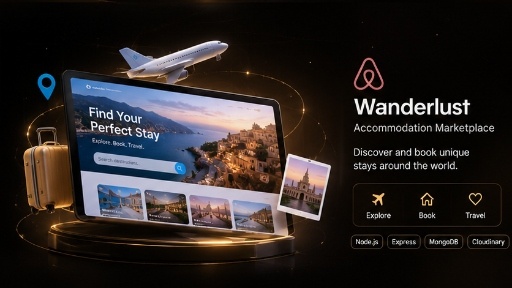 Find Your
Perfect Stay
Explore. Book. Travel.
Wanderlust
Accommodation Marketplace
Discover and book unique
stays around the world.
Explore
Book
Travel
Node.js
Express
MongoDB
Cloudinary